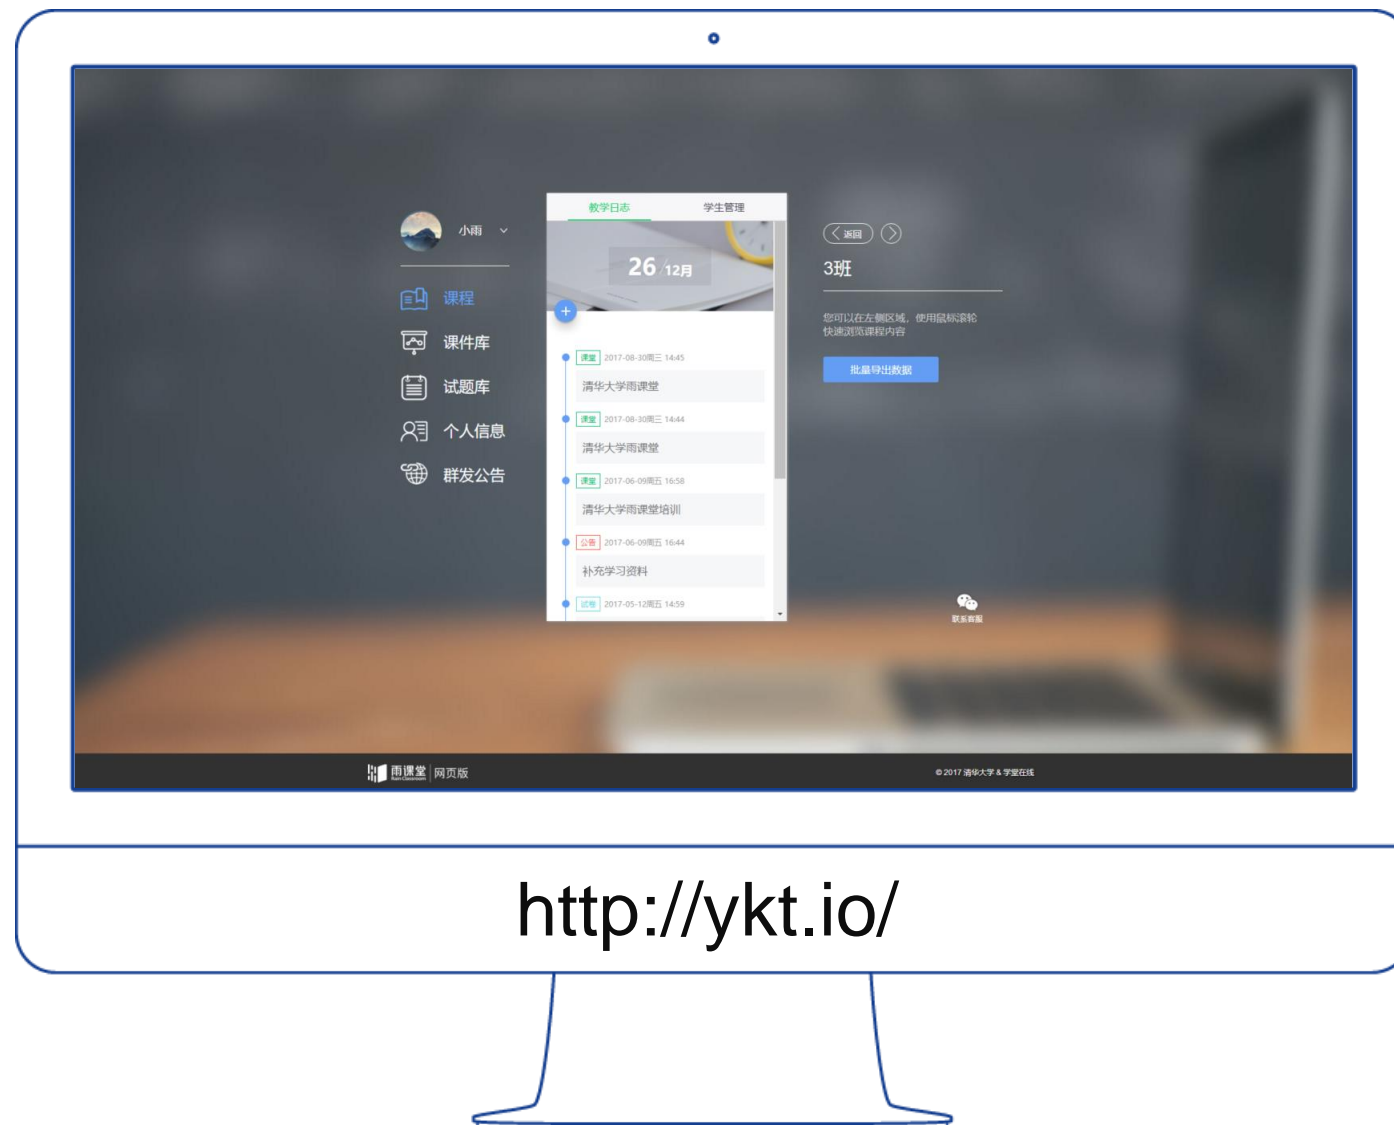 小雨
课程
课件库
试题库
个人信息
群发公告
教学日志 学生管理
26/12月
课堂 2017-08-30周三 14:45
清华大学雨课堂
课堂 2017-08-30周三 14:44
清华大学雨课堂
课堂 2017-06-09周五 16:58
清华大学雨课堂培训
公告 2017-06-09周五 16:44
补充学习资料
试卷 2017-05-12周五 14:59
返回
3班
您可以在左侧区域，使用鼠标滚轮
快速浏览课程内容
批量导出数据
联系客服
雨课堂 网页版
Rain Classroom
© 2017 清华大学 & 学堂在线
http://ykt.io/